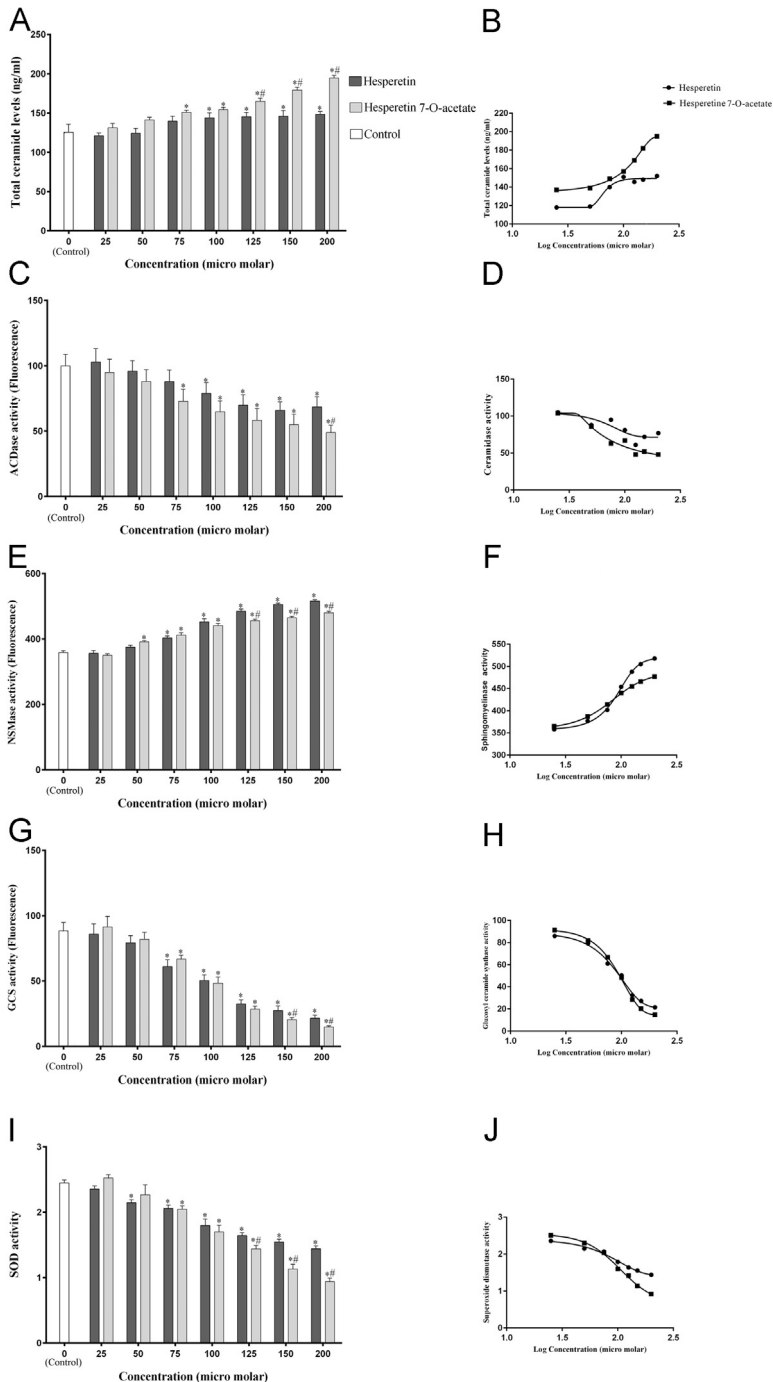 A
Total ceramide levels (ng/ml)
250
200
150
100
50
0
* * * *# * *# * *#
0 25 50 75 100 125 150 200
(Control)
Concentration (micro molar)
Hesperetin
Hesperetin 7-O-acetate
Control
B
Hesperetin
Hesperetine 7-O-acetate
Total ceramide levels (ng/ml)
220
200
180
160
140
120
100
1.0 1.5 2.0 2.5
Log Concentrations (micro molar)
C
ACDase activity (Fluorescence)
150
100
50
0
* * * * * * * *#
0 25 50 75 100 125 150 200
(Control)
Concentration (micro molar)
D
Ceramidase activity
150
100
50
0
1.0 1.5 2.0 2.5
Log Concentration (micro molar)
E
NSMase activity (Fluorescence)
600
400
200
0
* * * * * * *# * *# * *#
0 25 50 75 100 125 150 200
(Control)
Concentration (micro molar)
F
Sphingomyelinase activity
550
500
450
400
350
300
1.0 1.5 2.0 2.5
Log Concentration (micro molar)
G
GCS activity (Fluorescence)
150
100
50
0
* * * * * * * *# * *#
0 25 50 75 100 125 150 200
(Control)
Concentration (micro molar)
H
Glucosyl ceramide synthase activity
100
80
60
40
20
0
1.0 1.5 2.0 2.5
Log Concentration (micro molar)
I
SOD activity
3
2
1
0
* * * * * * *# * *# * *#
0 25 50 75 100 125 150 200
(Control)
Concentration (micro molar)
J
Superoxide dismutase activity
4
3
2
1
0
1.0 1.5 2.0 2.5
Log Concentration (micro molar)